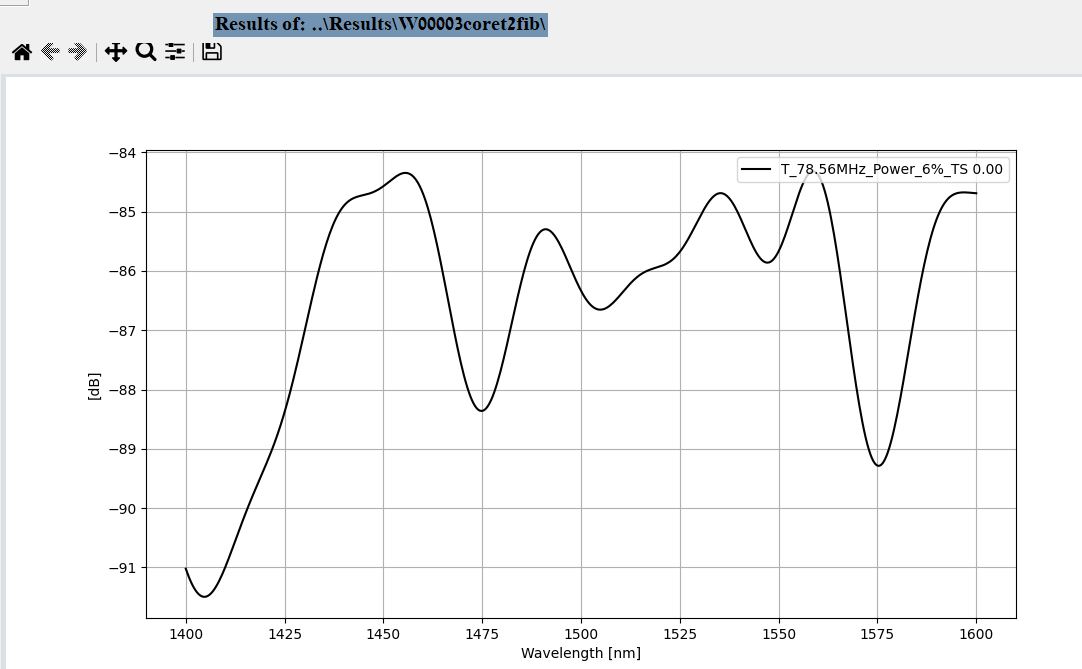 Results of: ..\Results\W00003coret2fib\
T_78.56MHz_Power_6%_TS 0.00
−84
−85
−86
−87
−88
−89
−90
−91
[dB]
1400 1425 1450 1475 1500 1525 1550 1575 1600
Wavelength [nm]